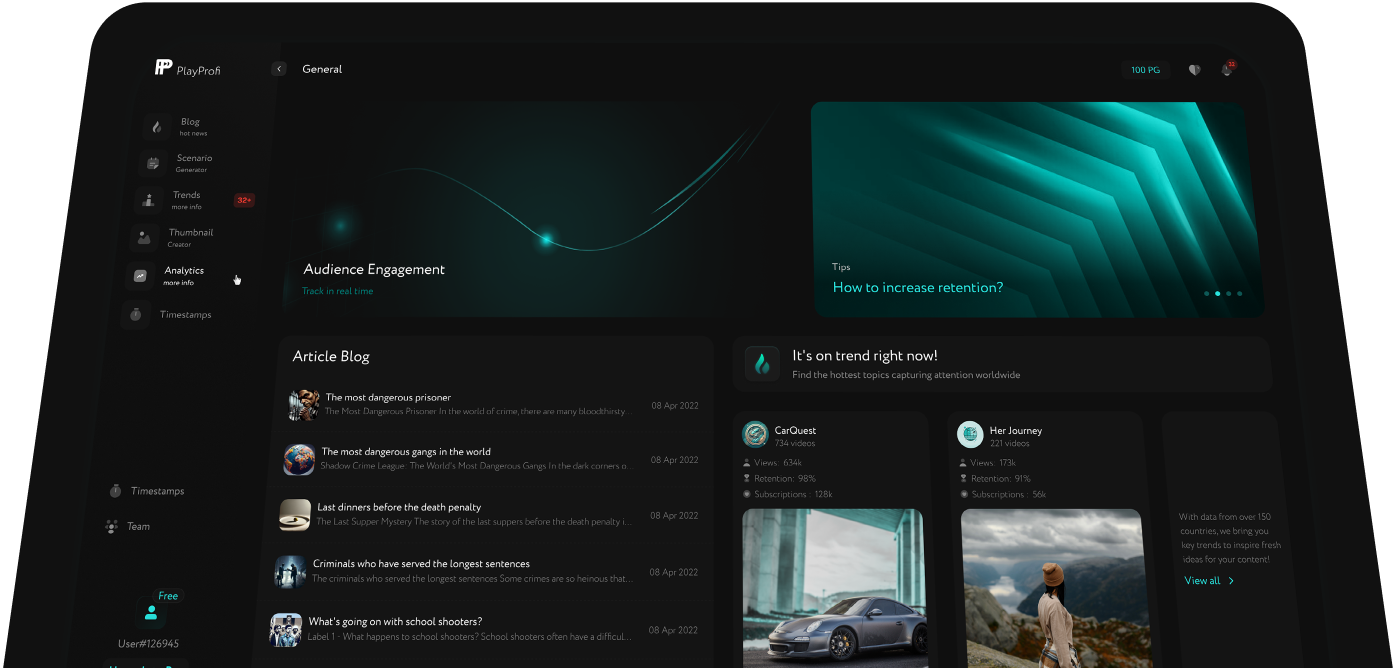 PlayProfi
General
100 PG
32
Blog
hot news
Scenario
Generator
Trends
more info
32+
Thumbnail
Creator
Analytics
more info
Timestamps
Timestamps
Team
Free
User#126945
Audience Engagement
Track in real time
Tips
How to increase retention?
Article Blog
The most dangerous prisoner
The Most Dangerous Prisoner In the world of crime, there are many bloodthirsty...
08 Apr 2022
The most dangerous gangs in the world
Shadow Crime League: The World's Most Dangerous Gangs In the dark corners o...
08 Apr 2022
Last dinners before the death penalty
The Last Supper Mystery The story of the last suppers before the death penalty i...
08 Apr 2022
Criminals who have served the longest sentences
The criminals who served the longest sentences Some crimes are so heinous that...
08 Apr 2022
What's going on with school shooters?
Label 1 - What happens to school shooters? School shooters often have a difficul...
08 Apr 2022
It's on trend right now!
Find the hottest topics capturing attention worldwide
CarQuest
734 videos
Views: 634k
Retention: 98%
Subscriptions : 128k
Her Journey
221 videos
Views: 173k
Retention: 91%
Subscriptions : 56k
With data from over 150
countries, we bring you
key trends to inspire fresh
ideas for your content!
View all